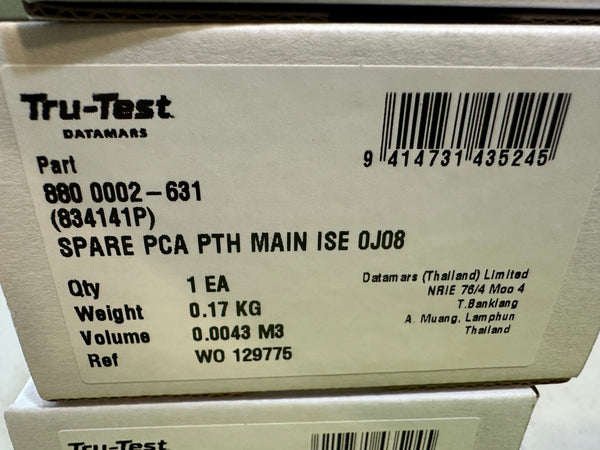 Tru-Test
DATAMARS
9 414731 435245
Part
880 0002-631
(834141P)
SPARE PCA PTH MAIN ISE 0J08
Qty 1 EA
Weight 0.17 KG
Volume 0.0043 M3
Ref WO 129775
Datamars (Thailand) Limited
NRIE 76/4 Moo 4
T.Banklang
A. Muang, Lamphun
Thailand
Tru-Test